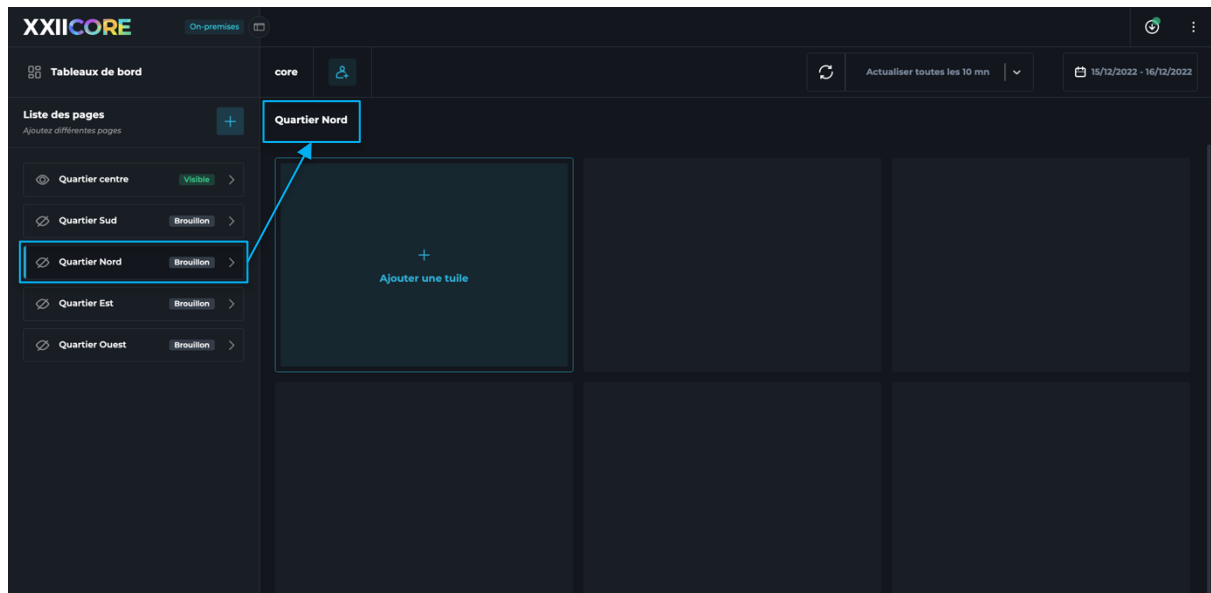 XXIICORE On-premises
Tableaux de bord
core
Actualiser toutes les 10 mn
15/12/2022 - 16/12/2022
Liste des pages
Ajoutez différentes pages
Quartier Nord
Quartier centre Visible
Quartier Sud Brouillon
Quartier Nord Brouillon
Quartier Est Brouillon
Quartier Ouest Brouillon
Ajouter une tuile